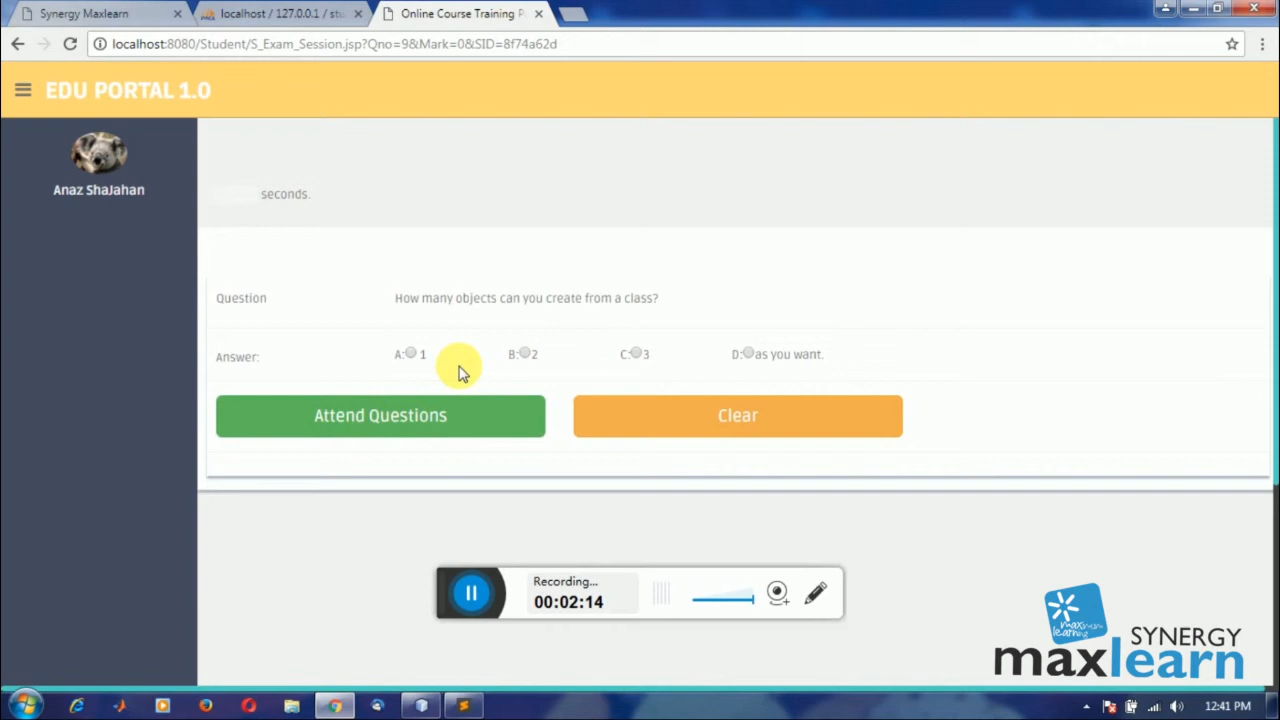 Synergy Maxlearn
localhost / 127.0.0.1 / stu
Online Course Training P
localhost:8080/Student/S_Exam_Session.jsp?Qno=9&Mark=0&SID=8f74a62d
EDU PORTAL 1.0
Anaz ShaJahan
seconds.
Question How many objects can you create from a class?
Answer: A: 1 B: 2 C: 3 D: as you want.
Attend Questions Clear
Recording...
00:02:14
maxmum
learning
SYNERGY
maxlearn
12:41 PM